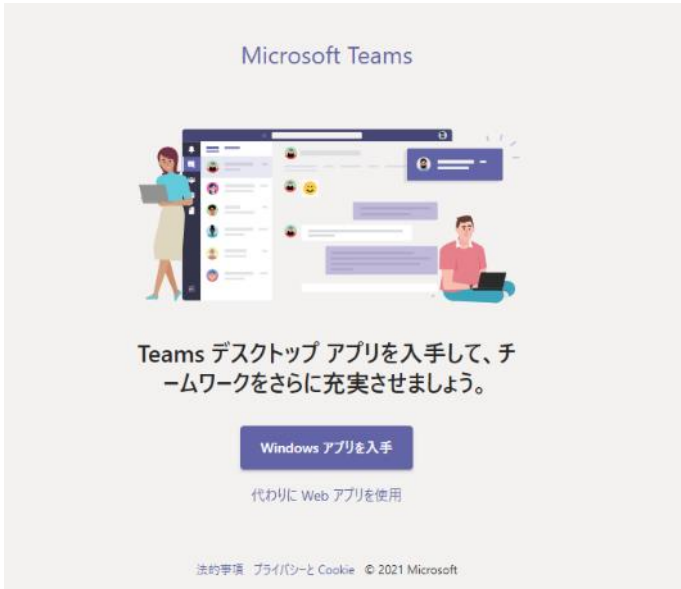 Microsoft Teams
Teams デスクトップ アプリを入手して、チ
ームワークをさらに充実させましょう。
Windows アプリを入手
代わりに Web アプリを使用
法的事項 プライバシーと Cookie © 2021 Microsoft